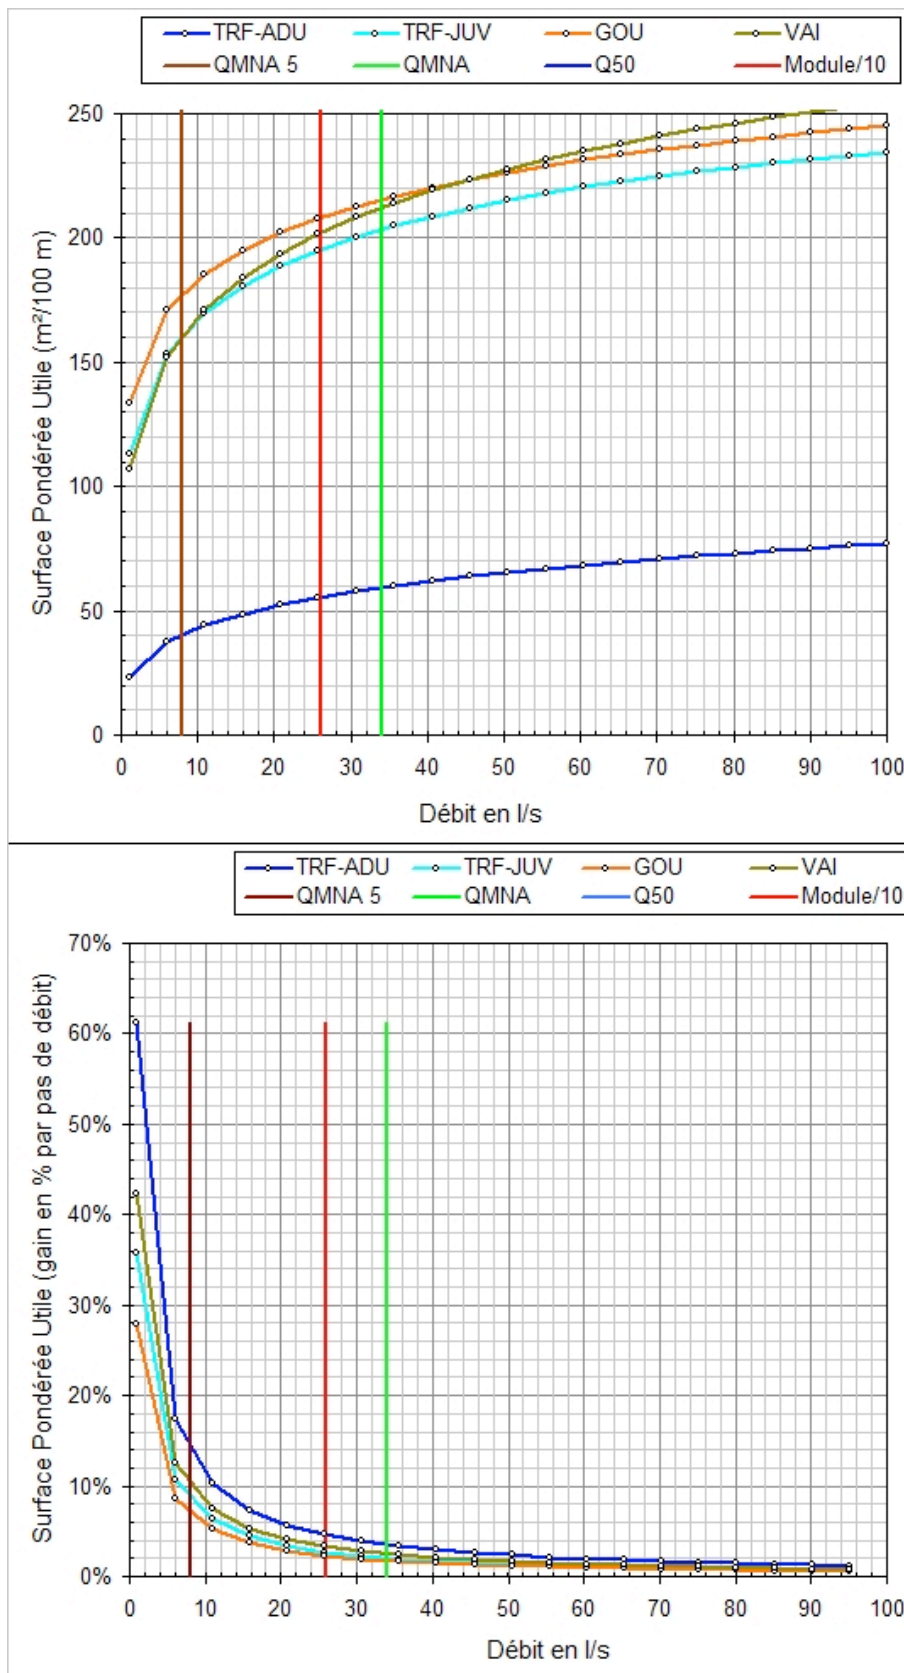 TRF-ADU TRF-JUV GOU VAI
QMNA 5 QMNA Q50 Module/10
250
200
150
100
50
0
Surface Pondérée Utile (m²/100 m)
0 10 20 30 40 50 60 70 80 90 100
Débit en l/s
TRF-ADU TRF-JUV GOU VAI
QMNA 5 QMNA Q50 Module/10
70%
60%
50%
40%
30%
20%
10%
0%
Surface Pondérée Utile (gain en % par pas de débit)
0 10 20 30 40 50 60 70 80 90 100
Débit en l/s